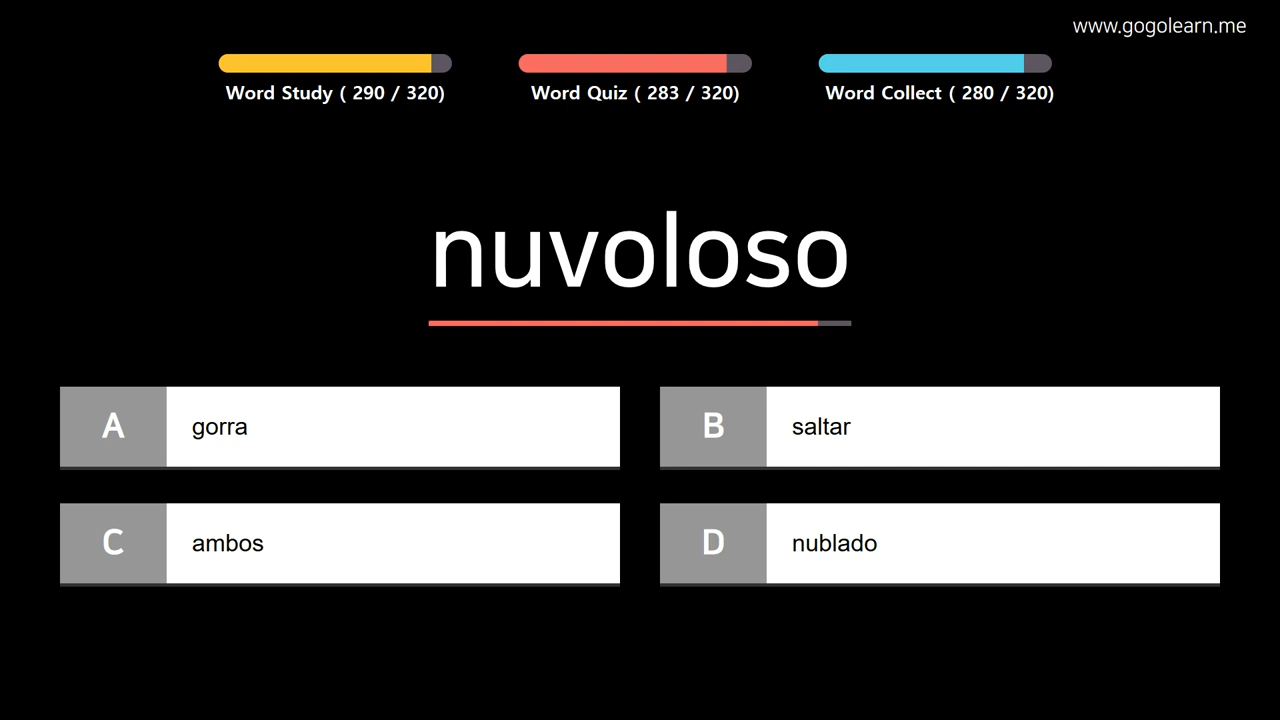 www.gogolearn.me
Word Study ( 290 / 320)
Word Quiz ( 283 / 320)
Word Collect ( 280 / 320)
nuvoloso
A
gorra
B
saltar
C
ambos
D
nublado